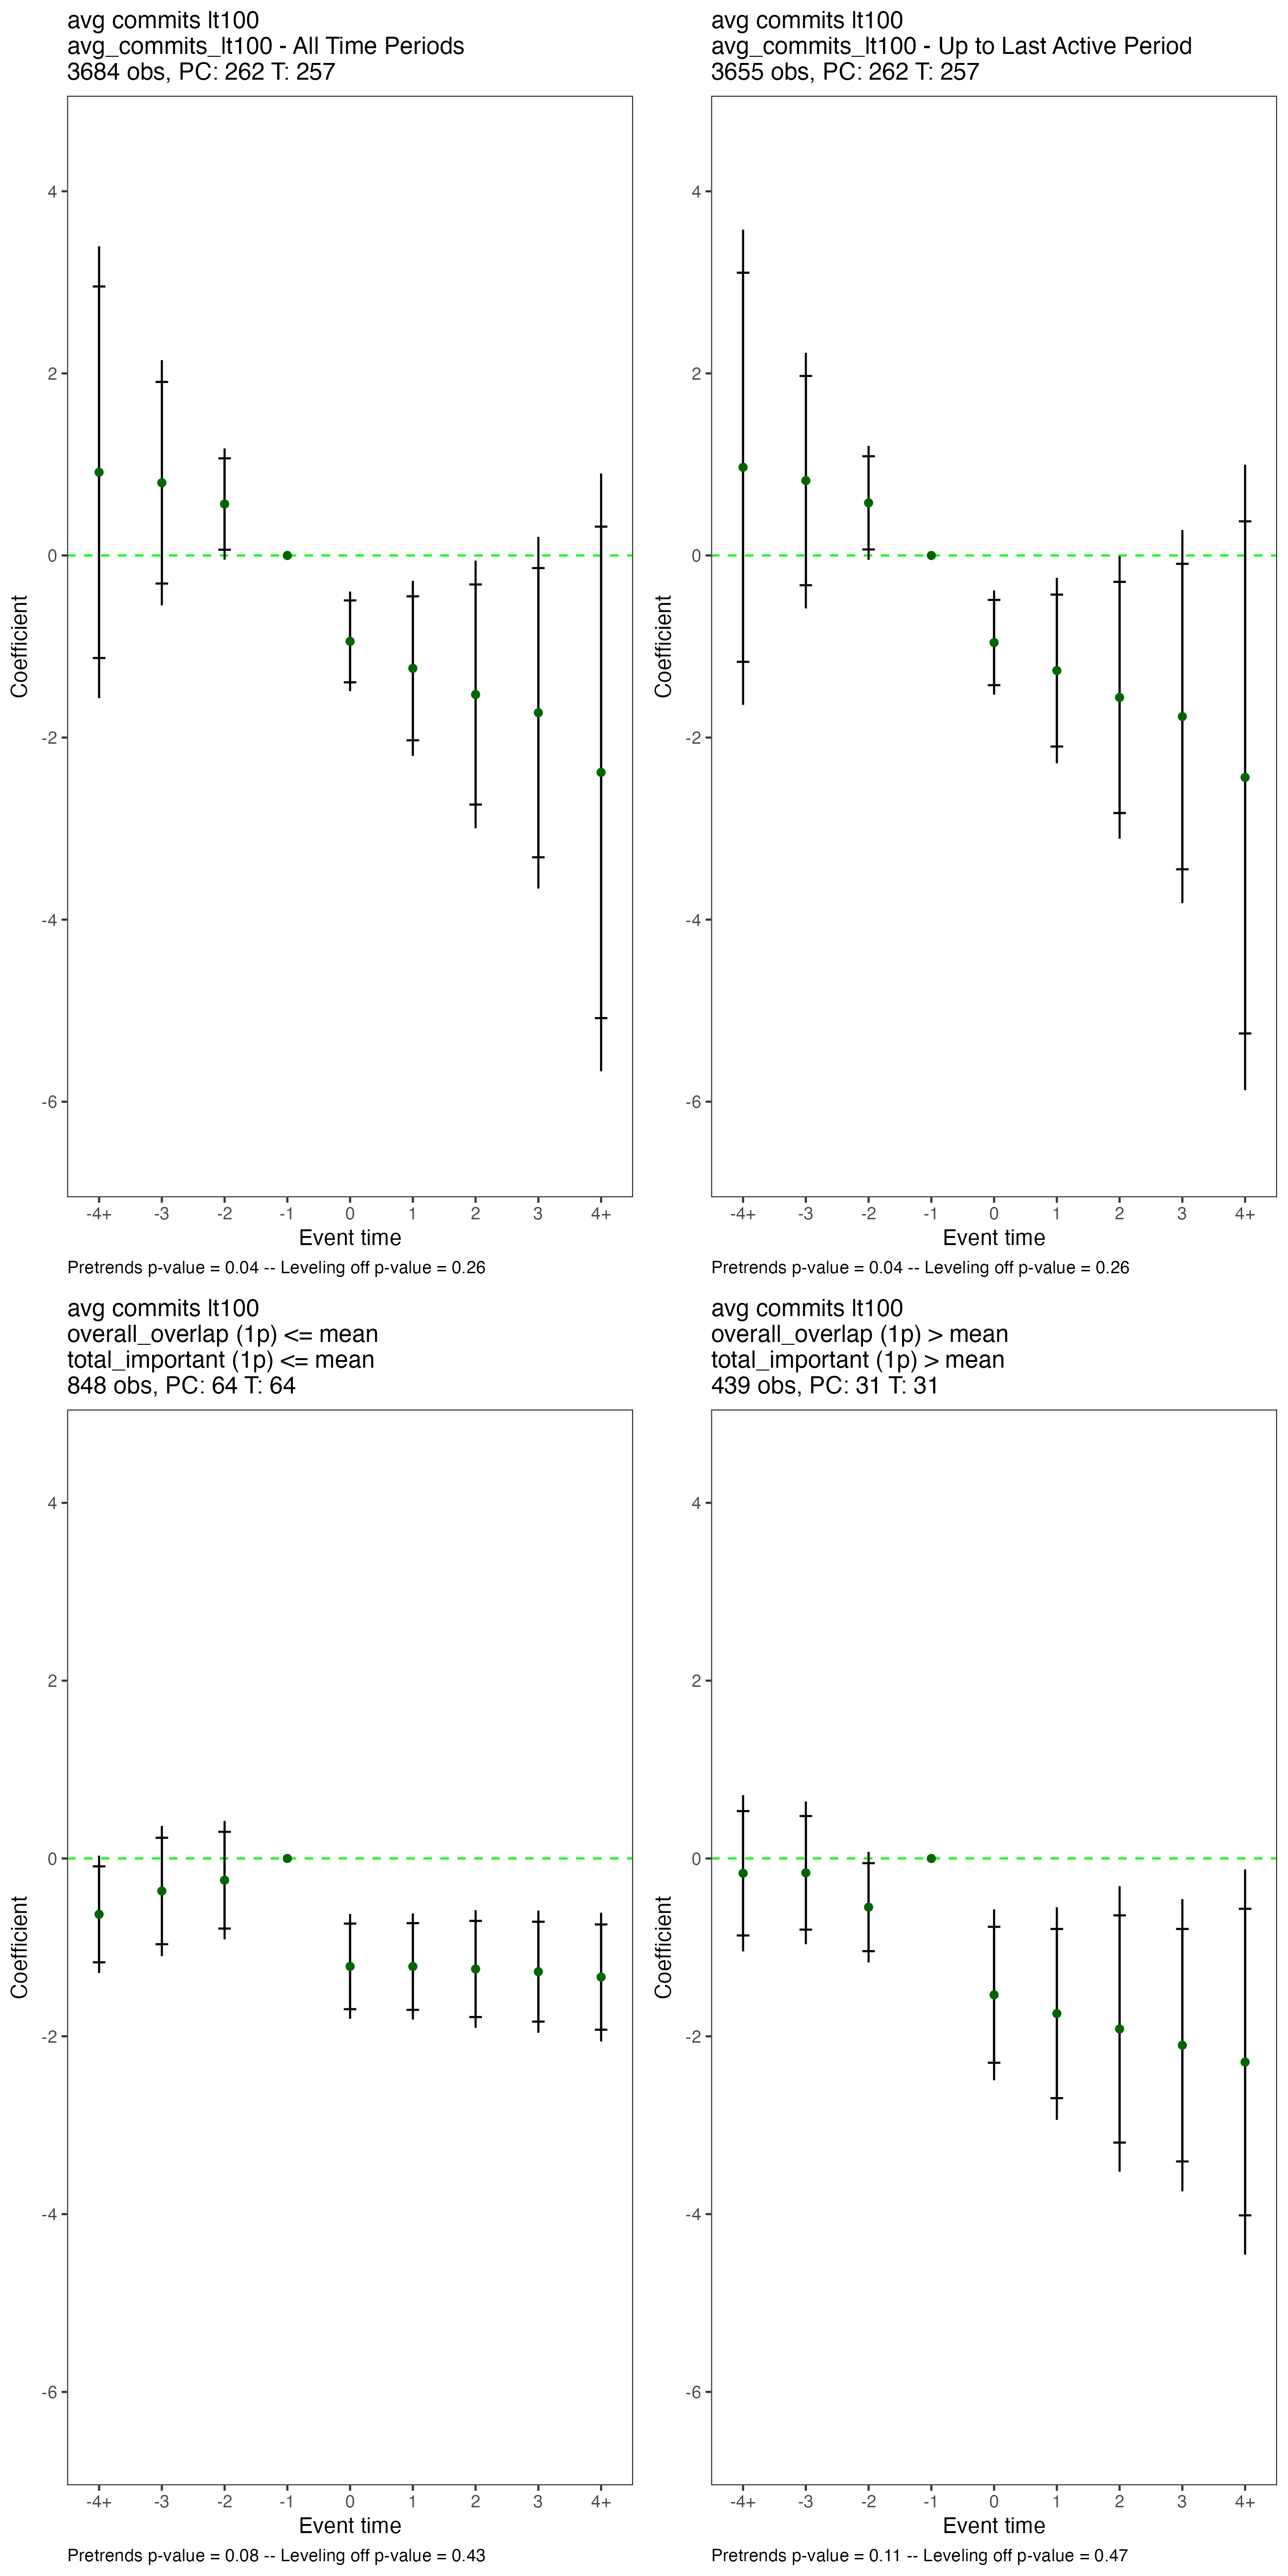 avg commits lt100
avg_commits_lt100 - All Time Periods
3684 obs, PC: 262 T: 257
4
2
0
-2
-4
-6
Coefficient
-4+ -3 -2 -1 0 1 2 3 4+
Event time
Pretrends p-value = 0.04 -- Leveling off p-value = 0.26
avg commits lt100
avg_commits_lt100 - Up to Last Active Period
3655 obs, PC: 262 T: 257
4
2
0
-2
-4
-6
Coefficient
-4+ -3 -2 -1 0 1 2 3 4+
Event time
Pretrends p-value = 0.04 -- Leveling off p-value = 0.26
avg commits lt100
overall_overlap (1p) <= mean
total_important (1p) <= mean
848 obs, PC: 64 T: 64
4
2
0
-2
-4
-6
Coefficient
-4+ -3 -2 -1 0 1 2 3 4+
Event time
Pretrends p-value = 0.08 -- Leveling off p-value = 0.43
avg commits lt100
overall_overlap (1p) > mean
total_important (1p) > mean
439 obs, PC: 31 T: 31
4
2
0
-2
-4
-6
Coefficient
-4+ -3 -2 -1 0 1 2 3 4+
Event time
Pretrends p-value = 0.11 -- Leveling off p-value = 0.47